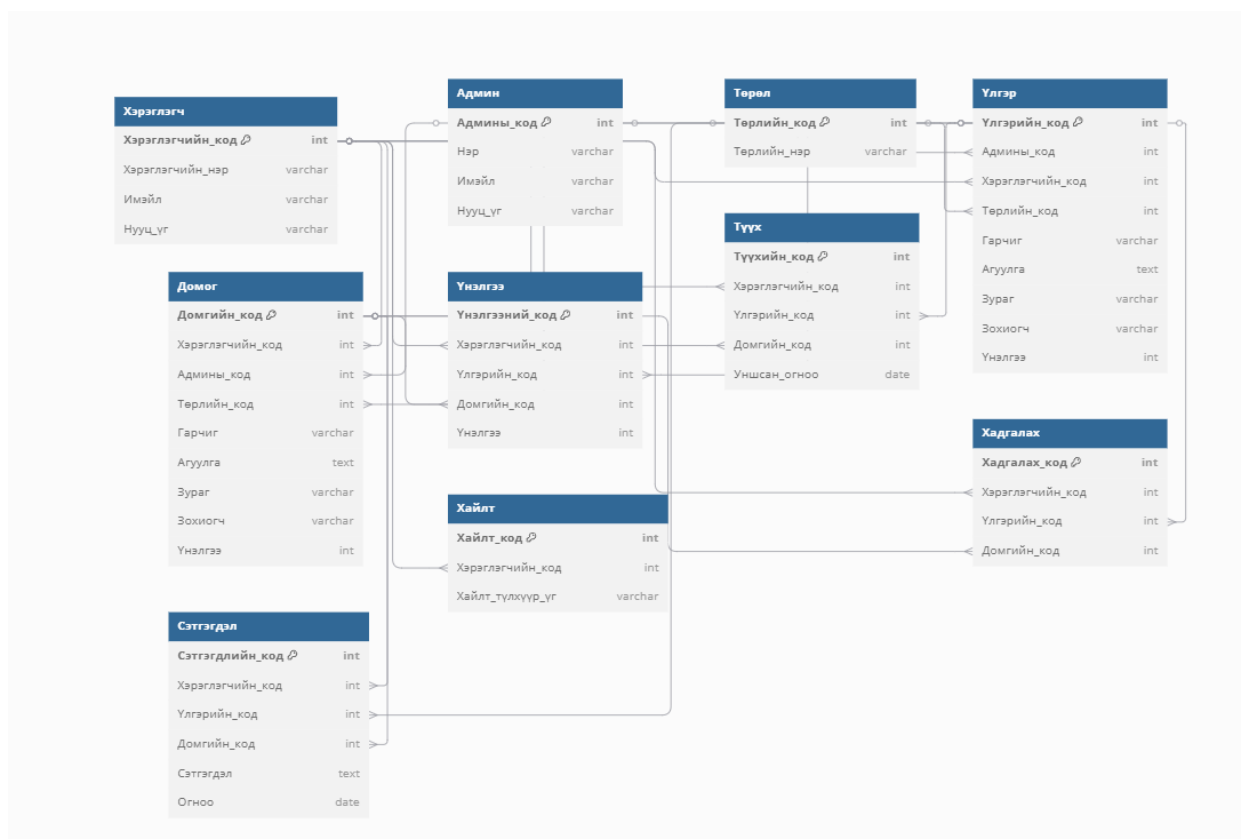 Хэрэглэгч
Хэрэглэгчийн_код int
Хэрэглэгчийн_нэр varchar
Имэйл varchar
Нууц_үг varchar
Админ
Админы_код int
Нэр varchar
Имэйл varchar
Нууц_үг varchar
Төрөл
Төрлийн_код int
Төрлийн_нэр varchar
Үлгэр
Үлгэрийн_код int
Админы_код int
Хэрэглэгчийн_код int
Төрлийн_код int
Гарчиг varchar
Агуулга text
Зураг varchar
Зохиогч varchar
Үнэлгээ int
Домог
Домгийн_код int
Хэрэглэгчийн_код int
Админы_код int
Төрлийн_код int
Гарчиг varchar
Агуулга text
Зураг varchar
Зохиогч varchar
Үнэлгээ int
Үнэлгээ
Үнэлгээний_код int
Хэрэглэгчийн_код int
Үлгэрийн_код int
Домгийн_код int
Үнэлгээ int
Түүх
Түүхийн_код int
Хэрэглэгчийн_код int
Үлгэрийн_код int
Домгийн_код int
Уншсан_огноо date
Хадгалах
Хадгалах_код int
Хэрэглэгчийн_код int
Үлгэрийн_код int
Домгийн_код int
Хайлт
Хайлт_код int
Хэрэглэгчийн_код int
Хайлт_түлхүүр_үг varchar
Сэтгэгдэл
Сэтгэгдлийн_код int
Хэрэглэгчийн_код int
Үлгэрийн_код int
Домгийн_код int
Сэтгэгдэл text
Огноо date